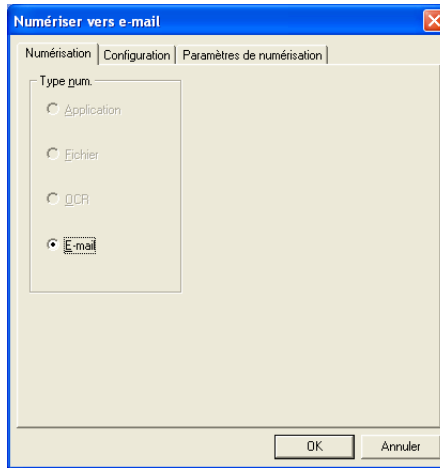 Numériser vers e-mail
Numérisation Configuration Paramètres de numérisation
Type num.
Application
Fichier
OCR
E-mail
OK Annuler